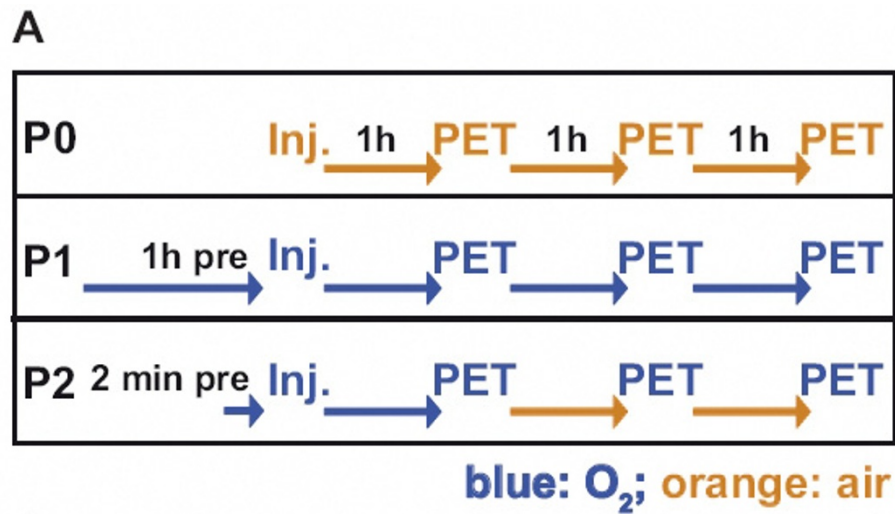 A
P0 Inj. 1h PET 1h PET 1h PET
P1 1h pre Inj. PET PET PET
P2 2 min pre Inj. PET PET PET
blue: O₂; orange: air